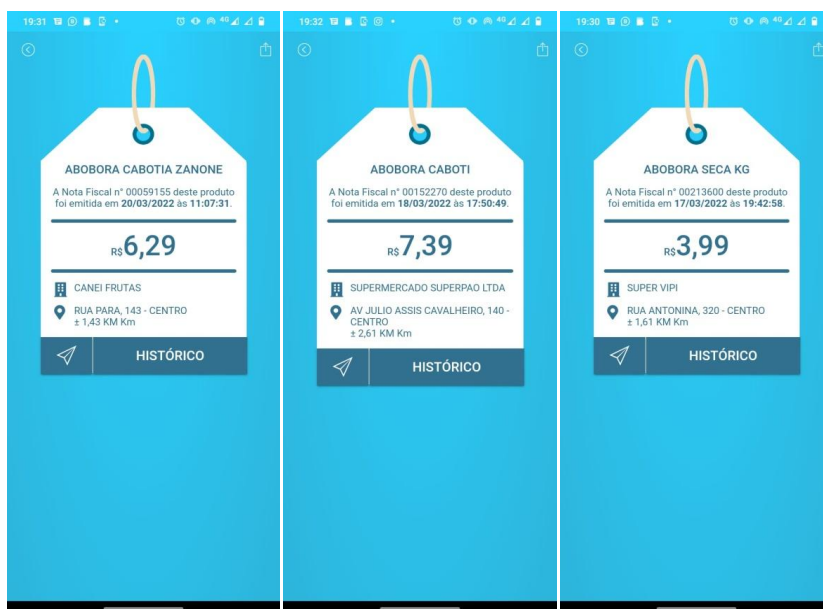 19:31
4G
ABOBORA CABOTIA ZANONE
A Nota Fiscal n° 00059155 deste produto
foi emitida em 20/03/2022 às 11:07:31.
R$6,29
CANEI FRUTAS
RUA PARA, 143 - CENTRO
± 1,43 KM Km
HISTÓRICO
19:32
4G
ABOBORA CABOTI
A Nota Fiscal n° 00152270 deste produto
foi emitida em 18/03/2022 às 17:50:49.
R$7,39
SUPERMERCADO SUPERPAO LTDA
AV JULIO ASSIS CAVALHEIRO, 140 -
CENTRO
± 2,61 KM Km
HISTÓRICO
19:30
4G
ABOBORA SECA KG
A Nota Fiscal n° 00213600 deste produto
foi emitida em 17/03/2022 às 19:42:58.
R$3,99
SUPER VIPI
RUA ANTONINA, 320 - CENTRO
± 1,61 KM Km
HISTÓRICO